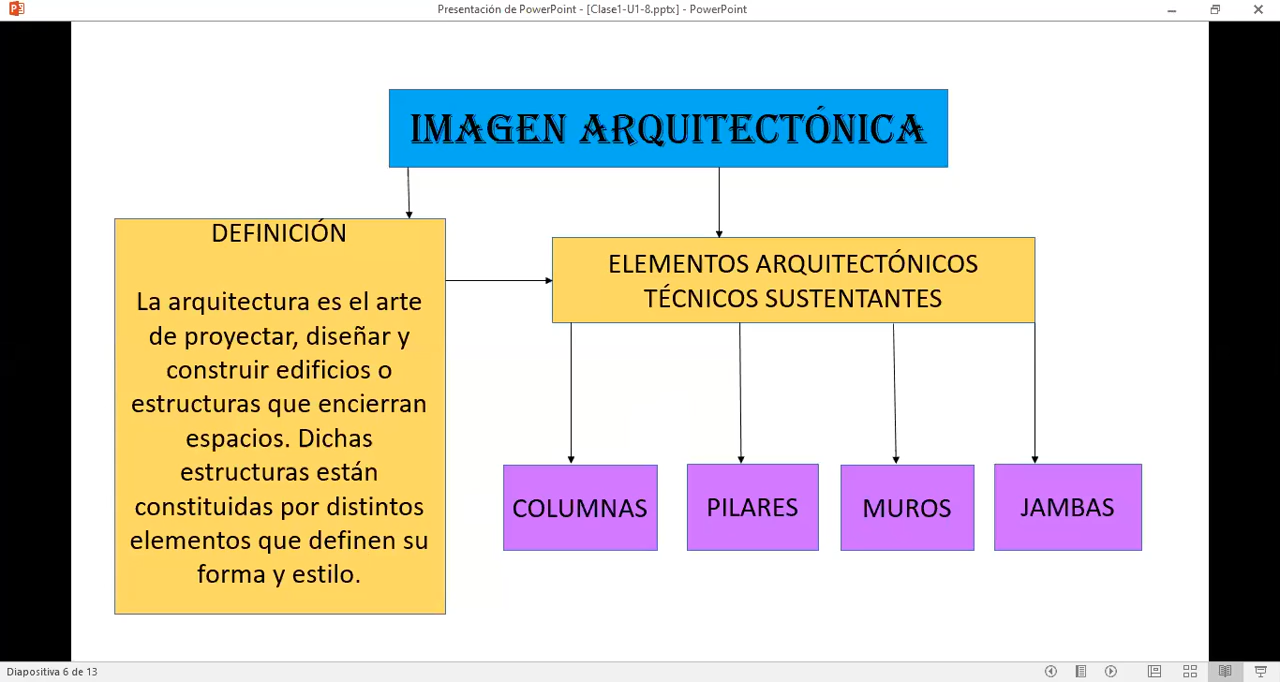 Presentación de PowerPoint - [Clase1-U1-8.pptx] - PowerPoint
IMAGEN ARQUITECTÓNICA
DEFINICIÓN
La arquitectura es el arte
de proyectar, diseñar y
construir edificios o
estructuras que encierran
espacios. Dichas
estructuras están
constituidas por distintos
elementos que definen su
forma y estilo.
ELEMENTOS ARQUITECTÓNICOS
TÉCNICOS SUSTENTANTES
COLUMNAS
PILARES
MUROS
JAMBAS
Diapositiva 6 de 13